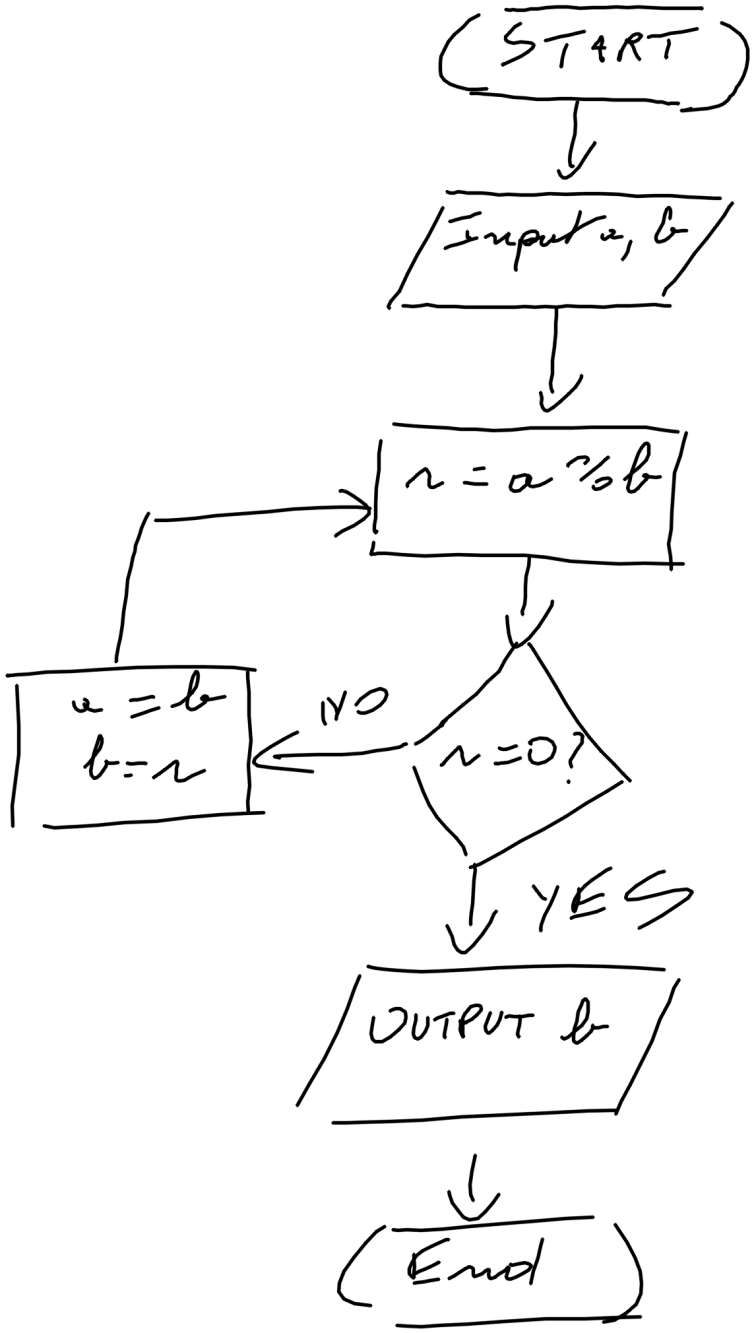 START
Input a, b
r = a % b
NO
a = b
b = r
r = 0?
YES
OUTPUT b
End